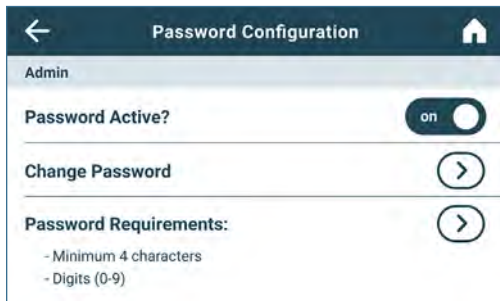 Password Configuration
Admin
Password Active?
on
Change Password
Password Requirements:
- Minimum 4 characters
- Digits (0-9)